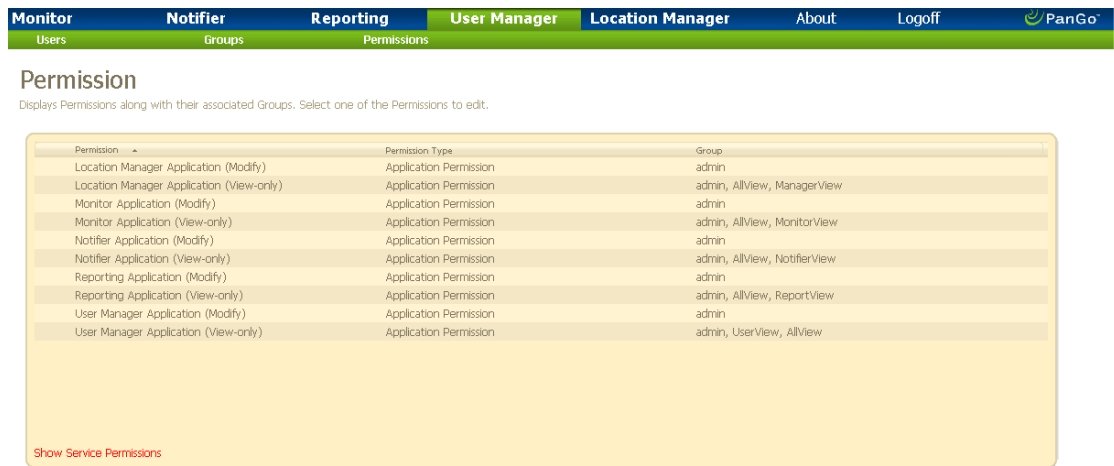 Monitor Notifier Reporting User Manager Location Manager About Logoff PanGo™
Users Groups Permissions
Permission
Displays Permissions along with their associated Groups. Select one of the Permissions to edit.
Permission Permission Type Group
Location Manager Application (Modify) Application Permission admin
Location Manager Application (View-only) Application Permission admin, AllView, ManagerView
Monitor Application (Modify) Application Permission admin
Monitor Application (View-only) Application Permission admin, AllView, MonitorView
Notifier Application (Modify) Application Permission admin
Notifier Application (View-only) Application Permission admin, AllView, NotifierView
Reporting Application (Modify) Application Permission admin
Reporting Application (View-only) Application Permission admin, AllView, ReportView
User Manager Application (Modify) Application Permission admin
User Manager Application (View-only) Application Permission admin, UserView, AllView
Show Service Permissions